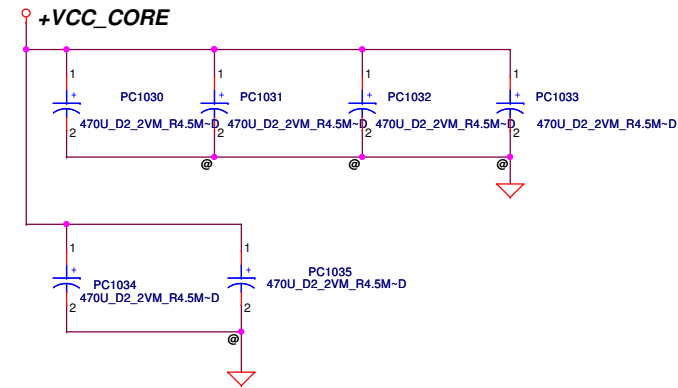 +VCC_CORE
1 1 1 1
+ PC1030 + PC1031 + PC1032 + PC1033
470U_D2_2VM_R4.5M~D 470U_D2_2VM_R4.5M~D 470U_D2_2VM_R4.5M~D 470U_D2_2VM_R4.5M~D
2 2 2 2
@ @ @
1 1
+ PC1034 + PC1035
470U_D2_2VM_R4.5M~D 470U_D2_2VM_R4.5M~D
2 2
@